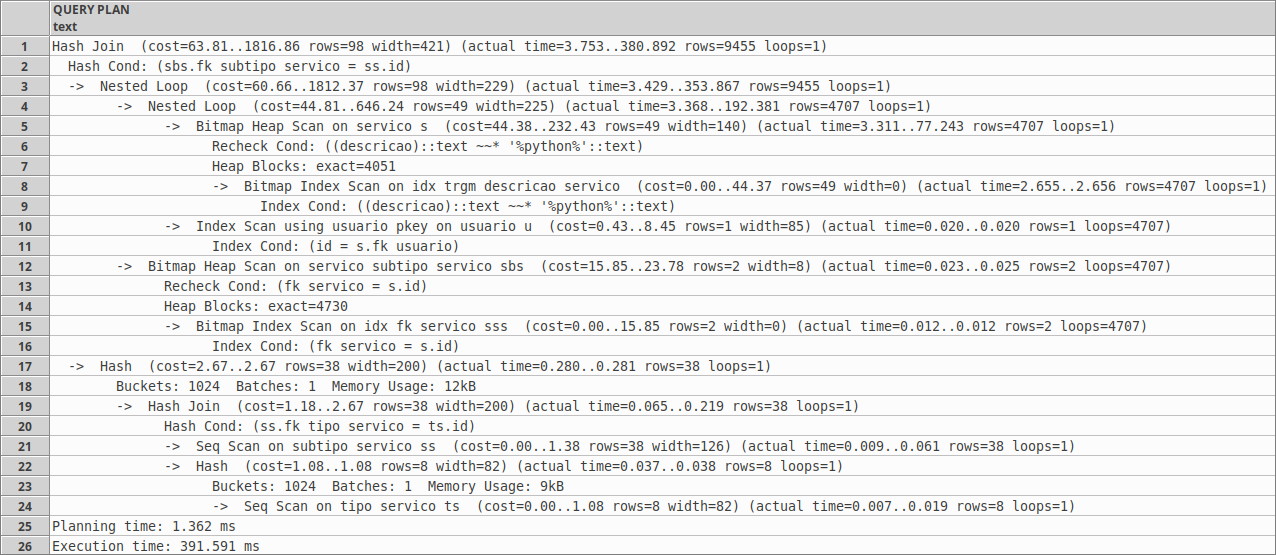 QUERY PLAN
text
1 Hash Join  (cost=63.81..1816.86 rows=98 width=421) (actual time=3.753..380.892 rows=9455 loops=1)
2   Hash Cond: (sbs.fk subtipo servico = ss.id)
3   ->  Nested Loop  (cost=60.66..1812.37 rows=98 width=229) (actual time=3.429..353.867 rows=9455 loops=1)
4         ->  Nested Loop  (cost=44.81..646.24 rows=49 width=225) (actual time=3.368..192.381 rows=4707 loops=1)
5               ->  Bitmap Heap Scan on servico s  (cost=44.38..232.43 rows=49 width=140) (actual time=3.311..77.243 rows=4707 loops=1)
6                     Recheck Cond: ((descricao)::text ~~* '%python%'::text)
7                     Heap Blocks: exact=4051
8                     ->  Bitmap Index Scan on idx trgm descricao servico  (cost=0.00..44.37 rows=49 width=0) (actual time=2.655..2.656 rows=4707 loops=1)
9                           Index Cond: ((descricao)::text ~~* '%python%'::text)
10               ->  Index Scan using usuario pkey on usuario u  (cost=0.43..8.45 rows=1 width=85) (actual time=0.020..0.020 rows=1 loops=4707)
11                     Index Cond: (id = s.fk usuario)
12         ->  Bitmap Heap Scan on servico subtipo servico sbs  (cost=15.85..23.78 rows=2 width=8) (actual time=0.023..0.025 rows=2 loops=4707)
13               Recheck Cond: (fk servico = s.id)
14               Heap Blocks: exact=4730
15               ->  Bitmap Index Scan on idx fk servico sss  (cost=0.00..15.85 rows=2 width=0) (actual time=0.012..0.012 rows=2 loops=4707)
16                     Index Cond: (fk servico = s.id)
17   ->  Hash  (cost=2.67..2.67 rows=38 width=200) (actual time=0.280..0.281 rows=38 loops=1)
18         Buckets: 1024  Batches: 1  Memory Usage: 12kB
19         ->  Hash Join  (cost=1.18..2.67 rows=38 width=200) (actual time=0.065..0.219 rows=38 loops=1)
20               Hash Cond: (ss.fk tipo servico = ts.id)
21               ->  Seq Scan on subtipo servico ss  (cost=0.00..1.38 rows=38 width=126) (actual time=0.009..0.061 rows=38 loops=1)
22               ->  Hash  (cost=1.08..1.08 rows=8 width=82) (actual time=0.037..0.038 rows=8 loops=1)
23                     Buckets: 1024  Batches: 1  Memory Usage: 9kB
24                     ->  Seq Scan on tipo servico ts  (cost=0.00..1.08 rows=8 width=82) (actual time=0.007..0.019 rows=8 loops=1)
25 Planning time: 1.362 ms
26 Execution time: 391.591 ms